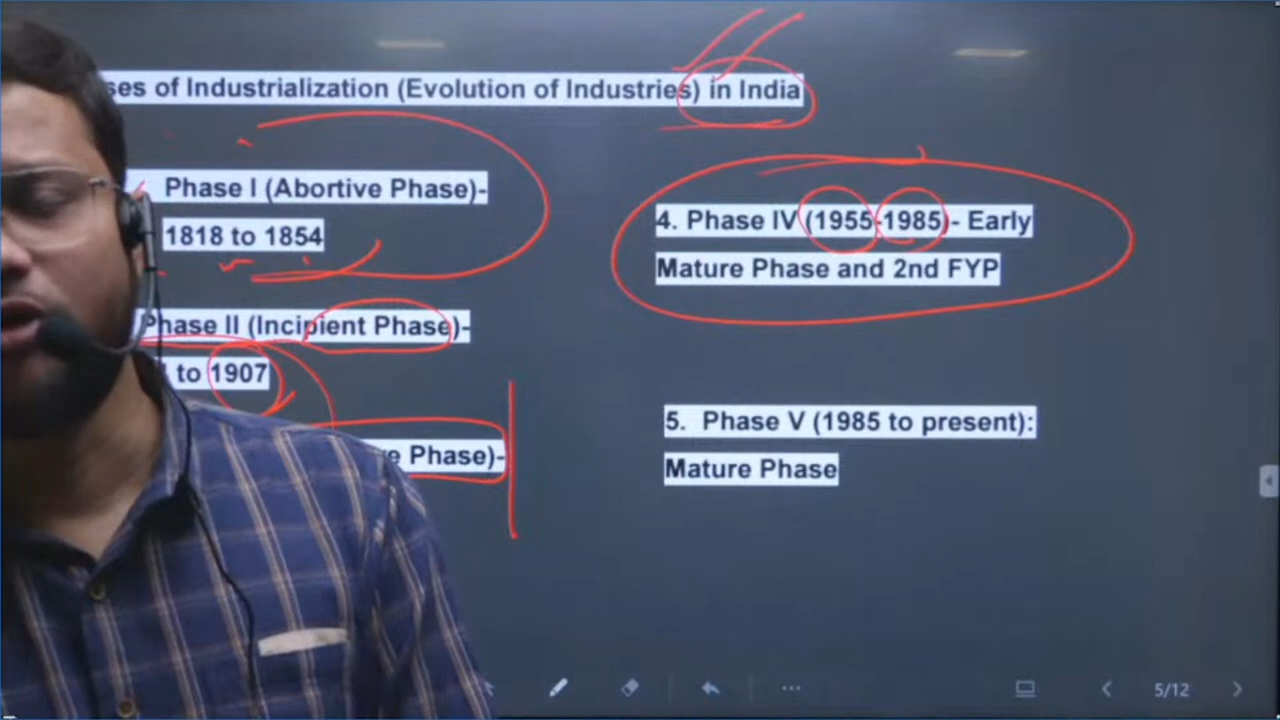 ses of Industrialization (Evolution of Industries) in India
Phase I (Abortive Phase)-
1818 to 1854
Phase II (Incipient Phase)-
to 1907
Phase)-
4. Phase IV (1955-1985)- Early
Mature Phase and 2nd FYP
5. Phase V (1985 to present):
Mature Phase
5/12